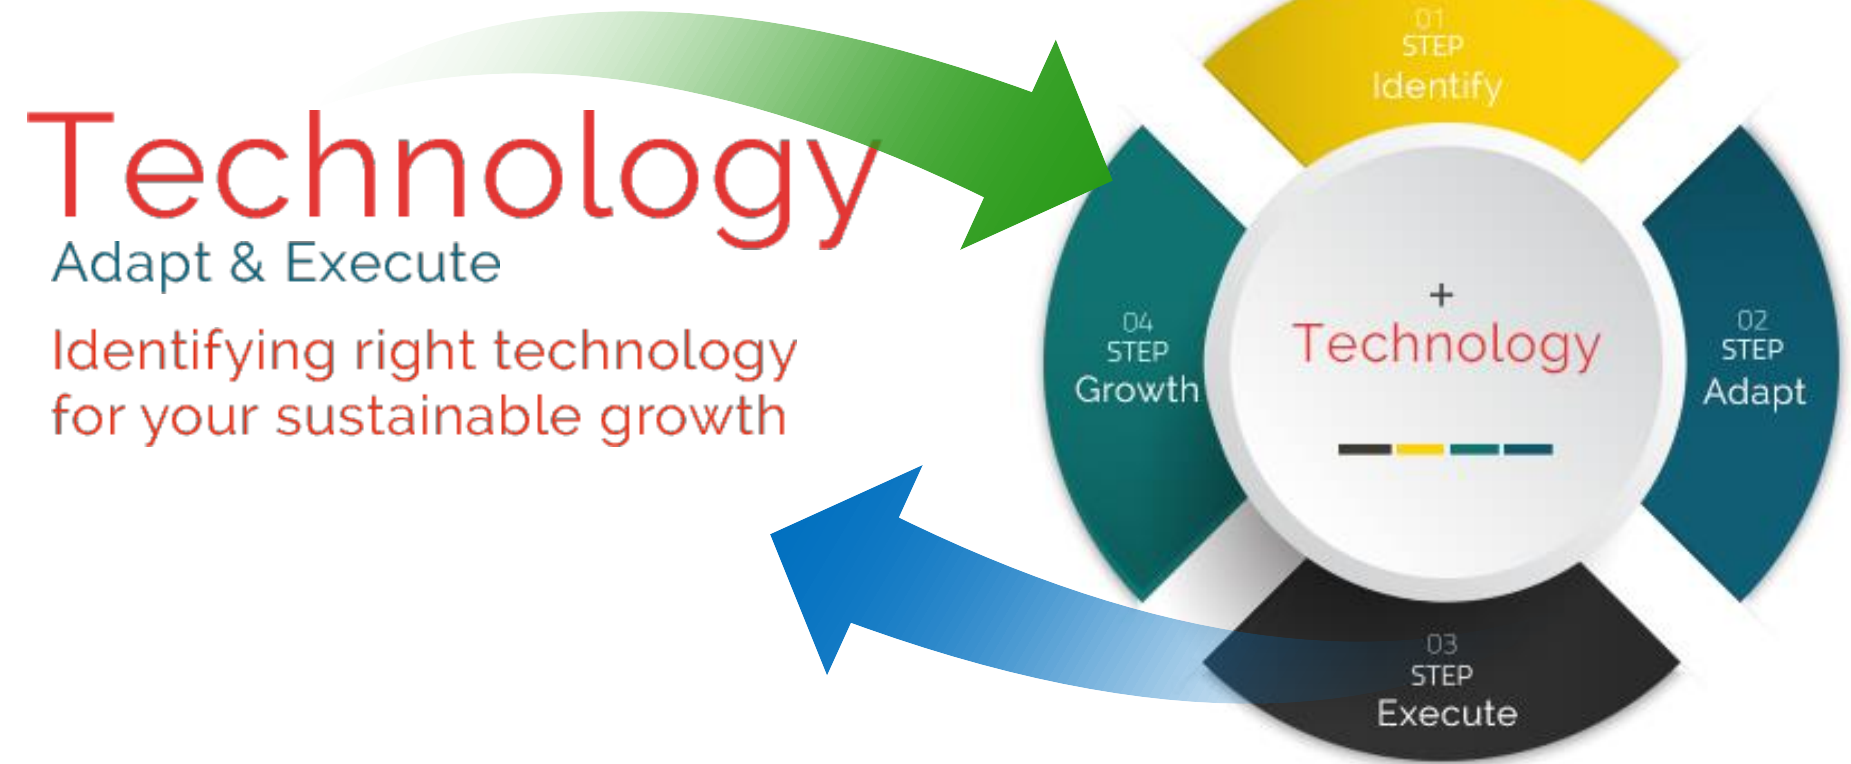 Technology
Adapt & Execute
Identifying right technology
for your sustainable growth
01
STEP
Identify
02
STEP
Adapt
03
STEP
Execute
04
STEP
Growth
+
Technology